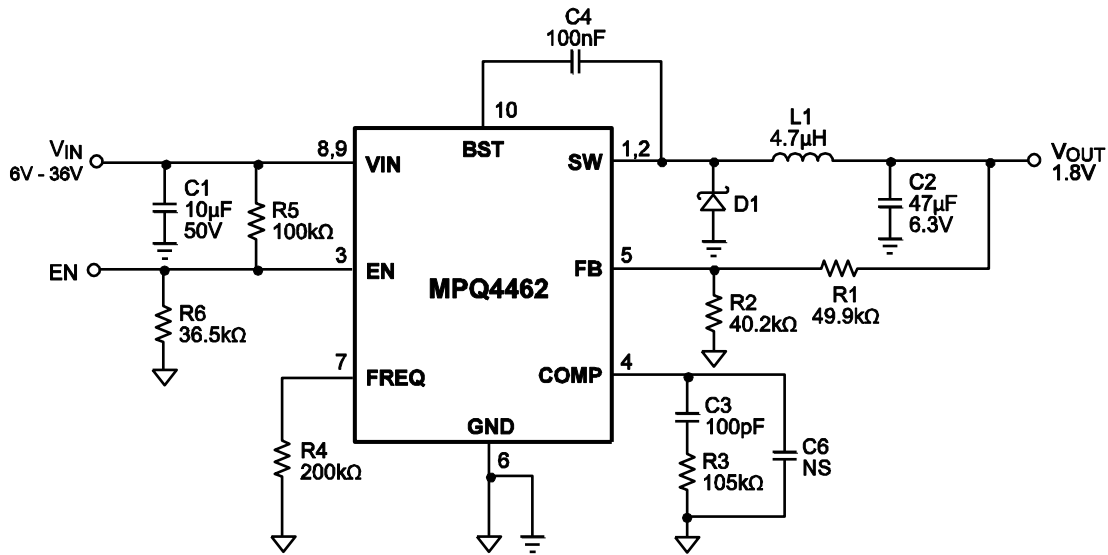 C4
100nF
10
BST
VIN
6V - 36V
8,9
VIN
SW
1,2
L1
4.7µH
VOUT
1.8V
C1
10µF
50V
R5
100kΩ
D1
C2
47µF
6.3V
EN
3
EN
MPQ4462
FB
5
R6
36.5kΩ
R2
40.2kΩ
R1
49.9kΩ
7
FREQ
COMP
4
GND
6
R4
200kΩ
C3
100pF
R3
105kΩ
C6
NS